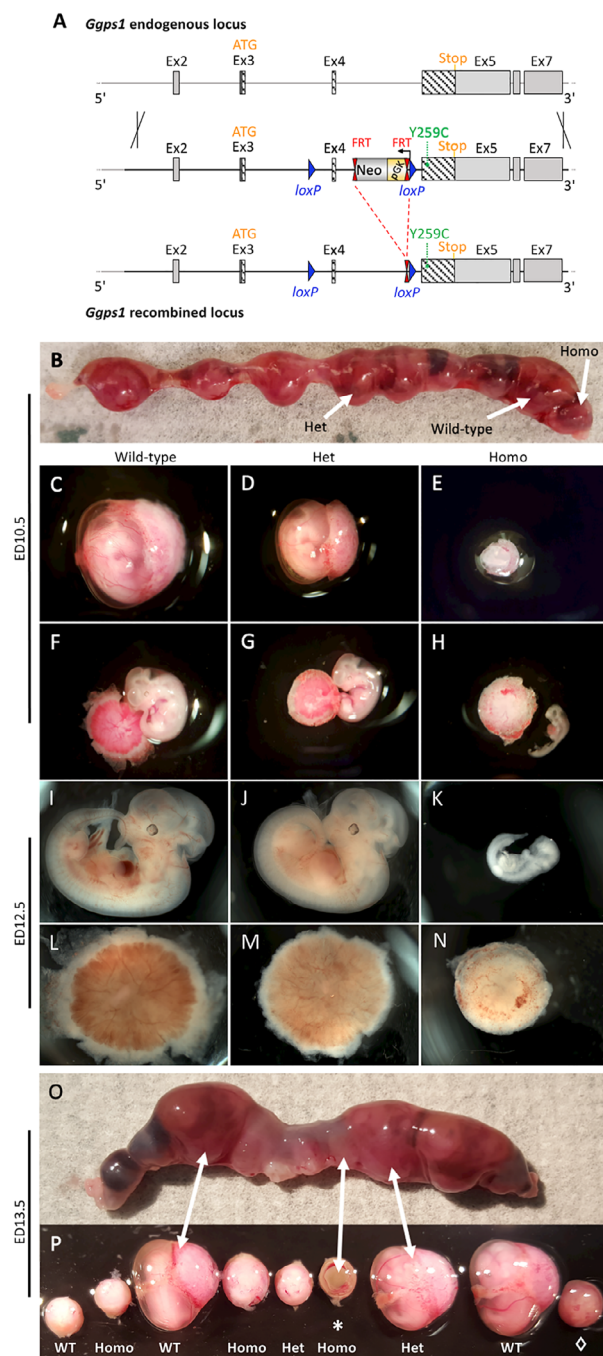 A
Ggps1 endogenous locus
ATG Stop
Ex2 Ex3 Ex4 Ex5 Ex7
5' 3'
ATG FRT FRT Y259C Stop
Ex2 Ex3 Ex4 Neo PGK Ex5 Ex7
5' loxP loxP 3'
ATG Y259C Stop
Ex2 Ex3 Ex4 Ex5 Ex7
5' loxP loxP 3'
Ggps1 recombined locus
B Homo
Het Wild-type
Wild-type Het Homo
ED10.5
C D E
F G H
ED12.5
I J K
L M N
ED13.5
O
P
*
WT Homo WT Homo Het Homo Het WT ◊